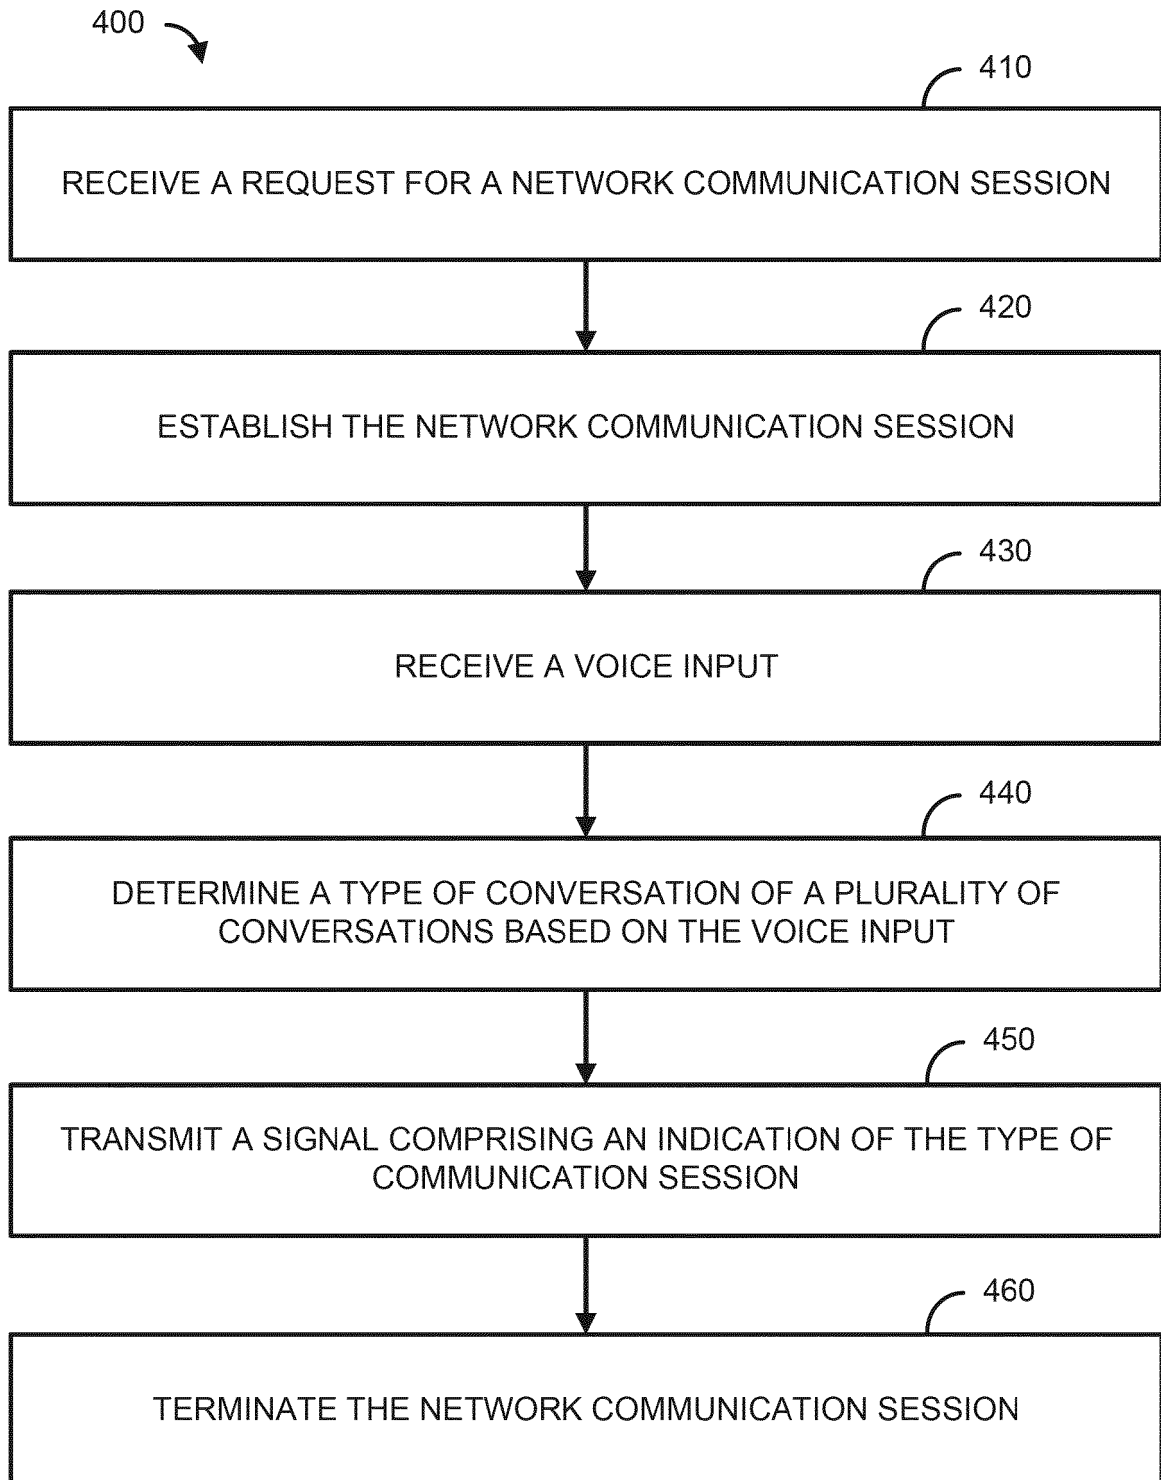 400
410
RECEIVE A REQUEST FOR A NETWORK COMMUNICATION SESSION
420
ESTABLISH THE NETWORK COMMUNICATION SESSION
430
RECEIVE A VOICE INPUT
440
DETERMINE A TYPE OF CONVERSATION OF A PLURALITY OF
CONVERSATIONS BASED ON THE VOICE INPUT
450
TRANSMIT A SIGNAL COMPRISING AN INDICATION OF THE TYPE OF
COMMUNICATION SESSION
460
TERMINATE THE NETWORK COMMUNICATION SESSION